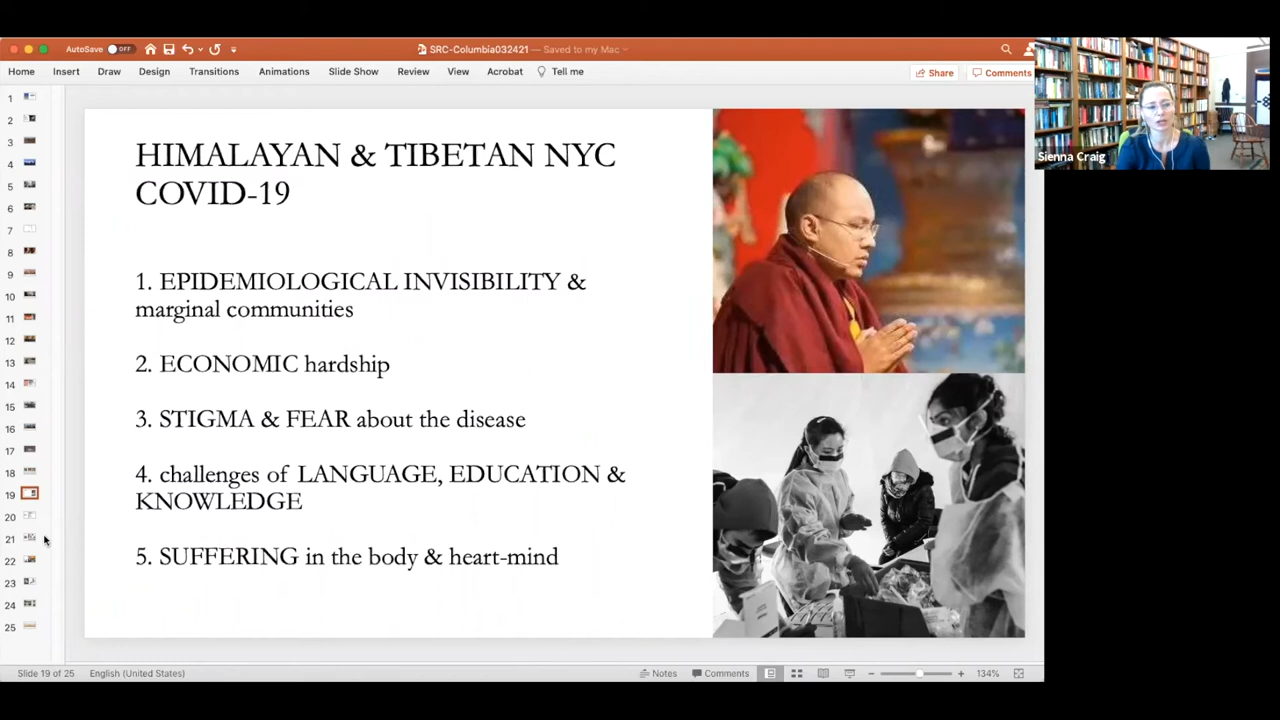 AutoSave OFF
SRC-Columbia032421 — Saved to my Mac
Home Insert Draw Design Transitions Animations Slide Show Review View Acrobat Tell me
Share Comments
1
2
3
4
5
6
7
8
9
10
11
12
13
14
15
16
17
18
19
20
21
22
23
24
25
HIMALAYAN & TIBETAN NYC
COVID-19
1. EPIDEMIOLOGICAL INVISIBILITY &
marginal communities
2. ECONOMIC hardship
3. STIGMA & FEAR about the disease
4. challenges of LANGUAGE, EDUCATION &
KNOWLEDGE
5. SUFFERING in the body & heart-mind
Sienna Craig
Slide 19 of 25 English (United States)
Notes Comments 134%